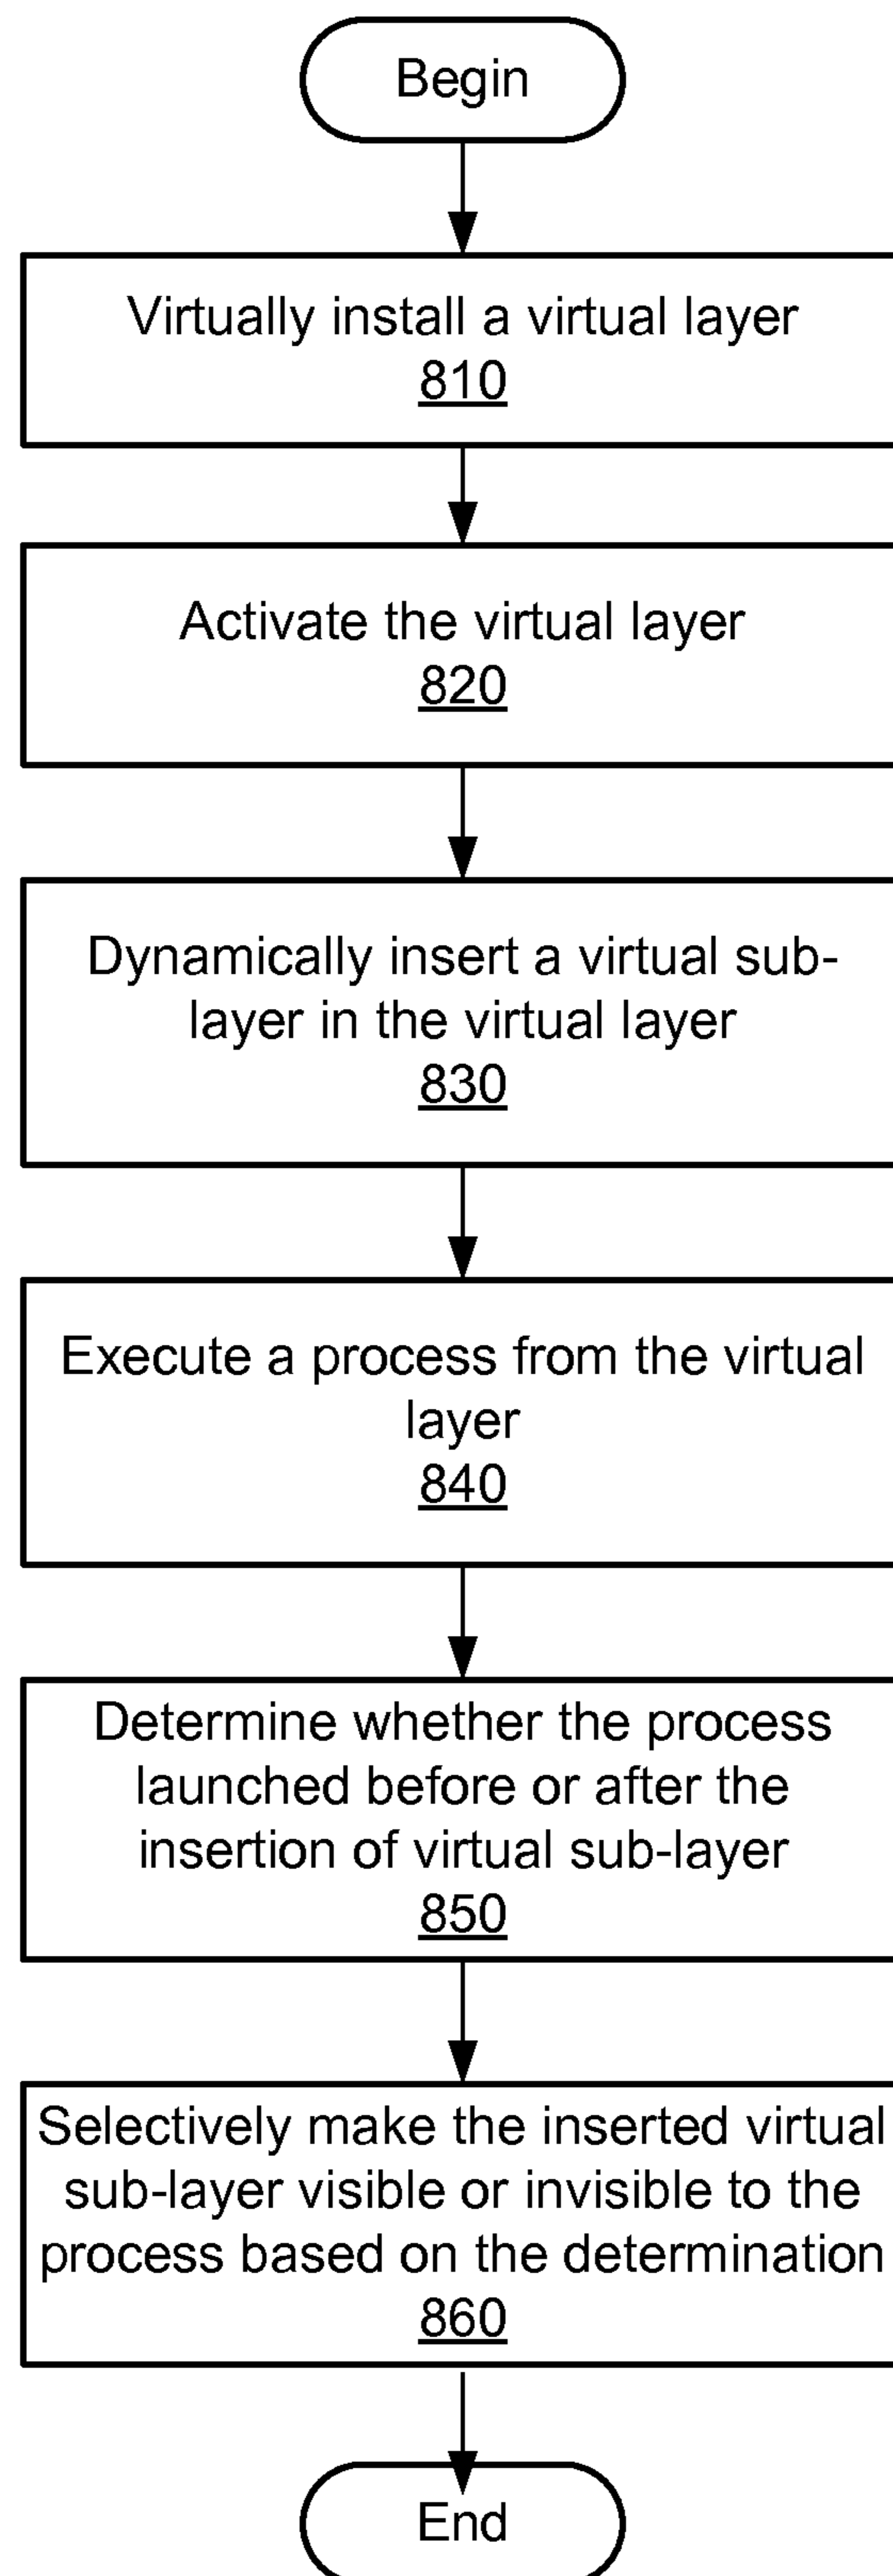 Begin
Virtually install a virtual layer
810
Activate the virtual layer
820
Dynamically insert a virtual sub-
layer in the virtual layer
830
Execute a process from the virtual
layer
840
Determine whether the process
launched before or after the
insertion of virtual sub-layer
850
Selectively make the inserted virtual
sub-layer visible or invisible to the
process based on the determination
860
End